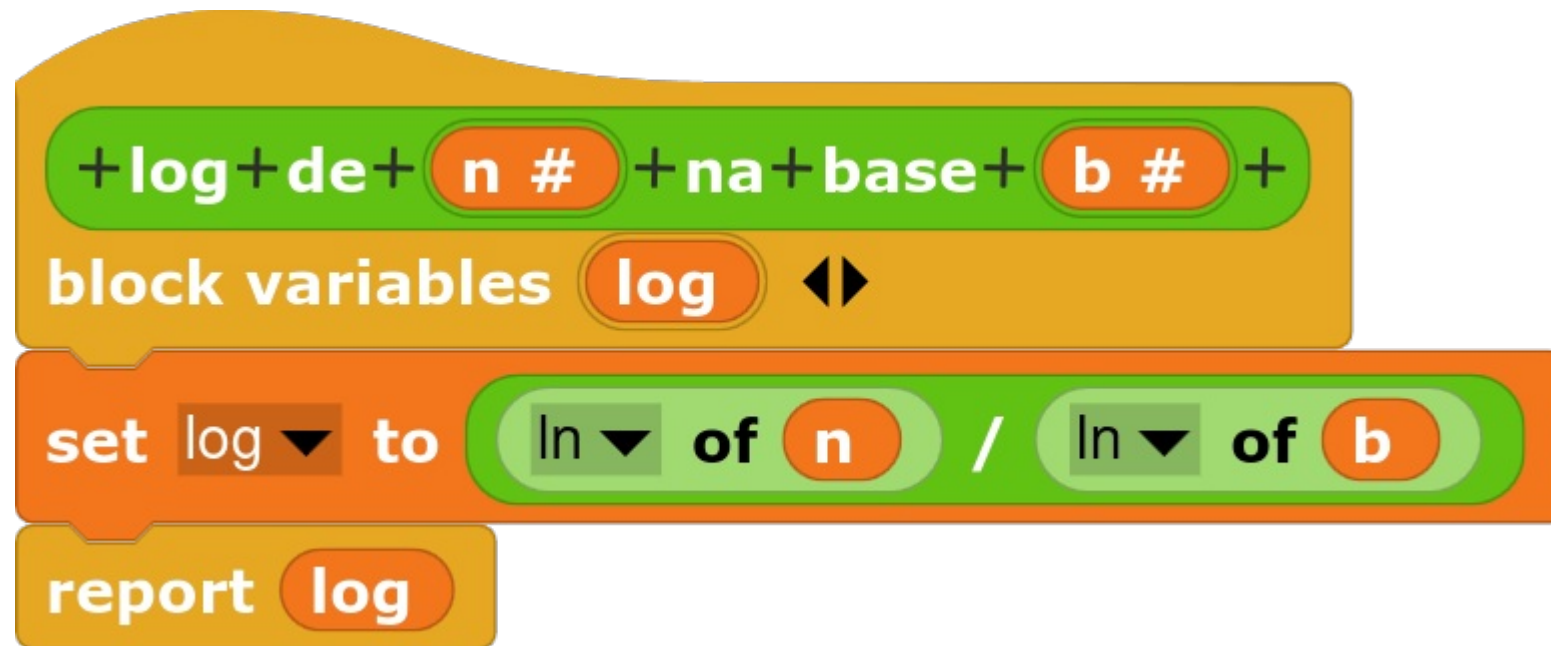 +log+de+ n # +na+base+ b # +
block variables log
set log to ln of n / ln of b
report log